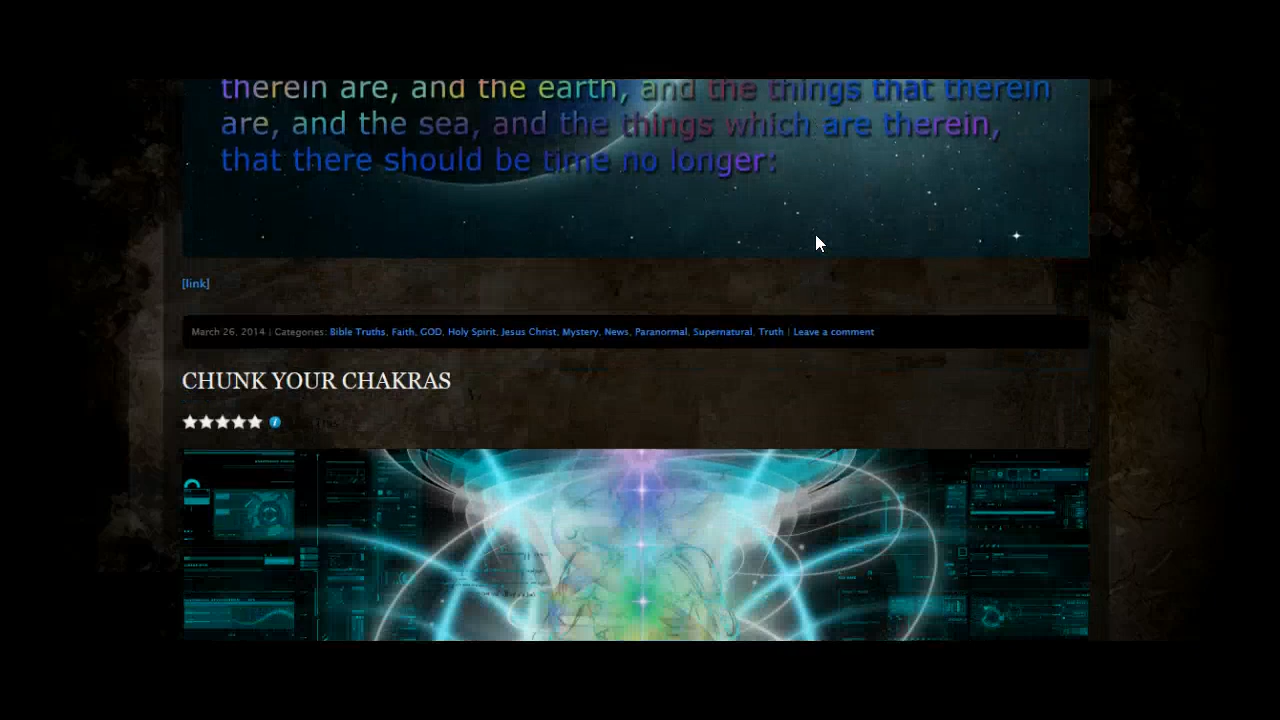 therein are, and the earth, and the things that therein
are, and the sea, and the things which are therein,
that there should be time no longer:
[link]
March 26, 2014 | Categories: Bible Truths, Faith, GOD, Holy Spirit, Jesus Christ, Mystery, News, Paranormal, Supernatural, Truth | Leave a comment
CHUNK YOUR CHAKRAS